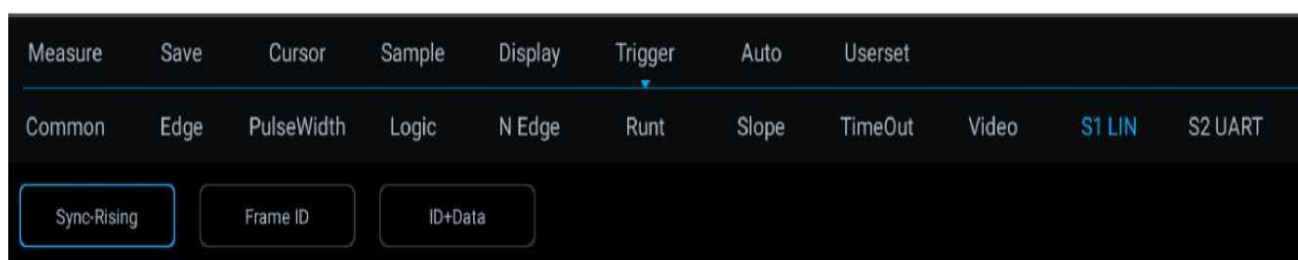 Measure Save Cursor Sample Display Trigger Auto Userset
Common Edge PulseWidth Logic N Edge Runt Slope TimeOut Video S1 LIN S2 UART
Sync-Rising Frame ID ID+Data